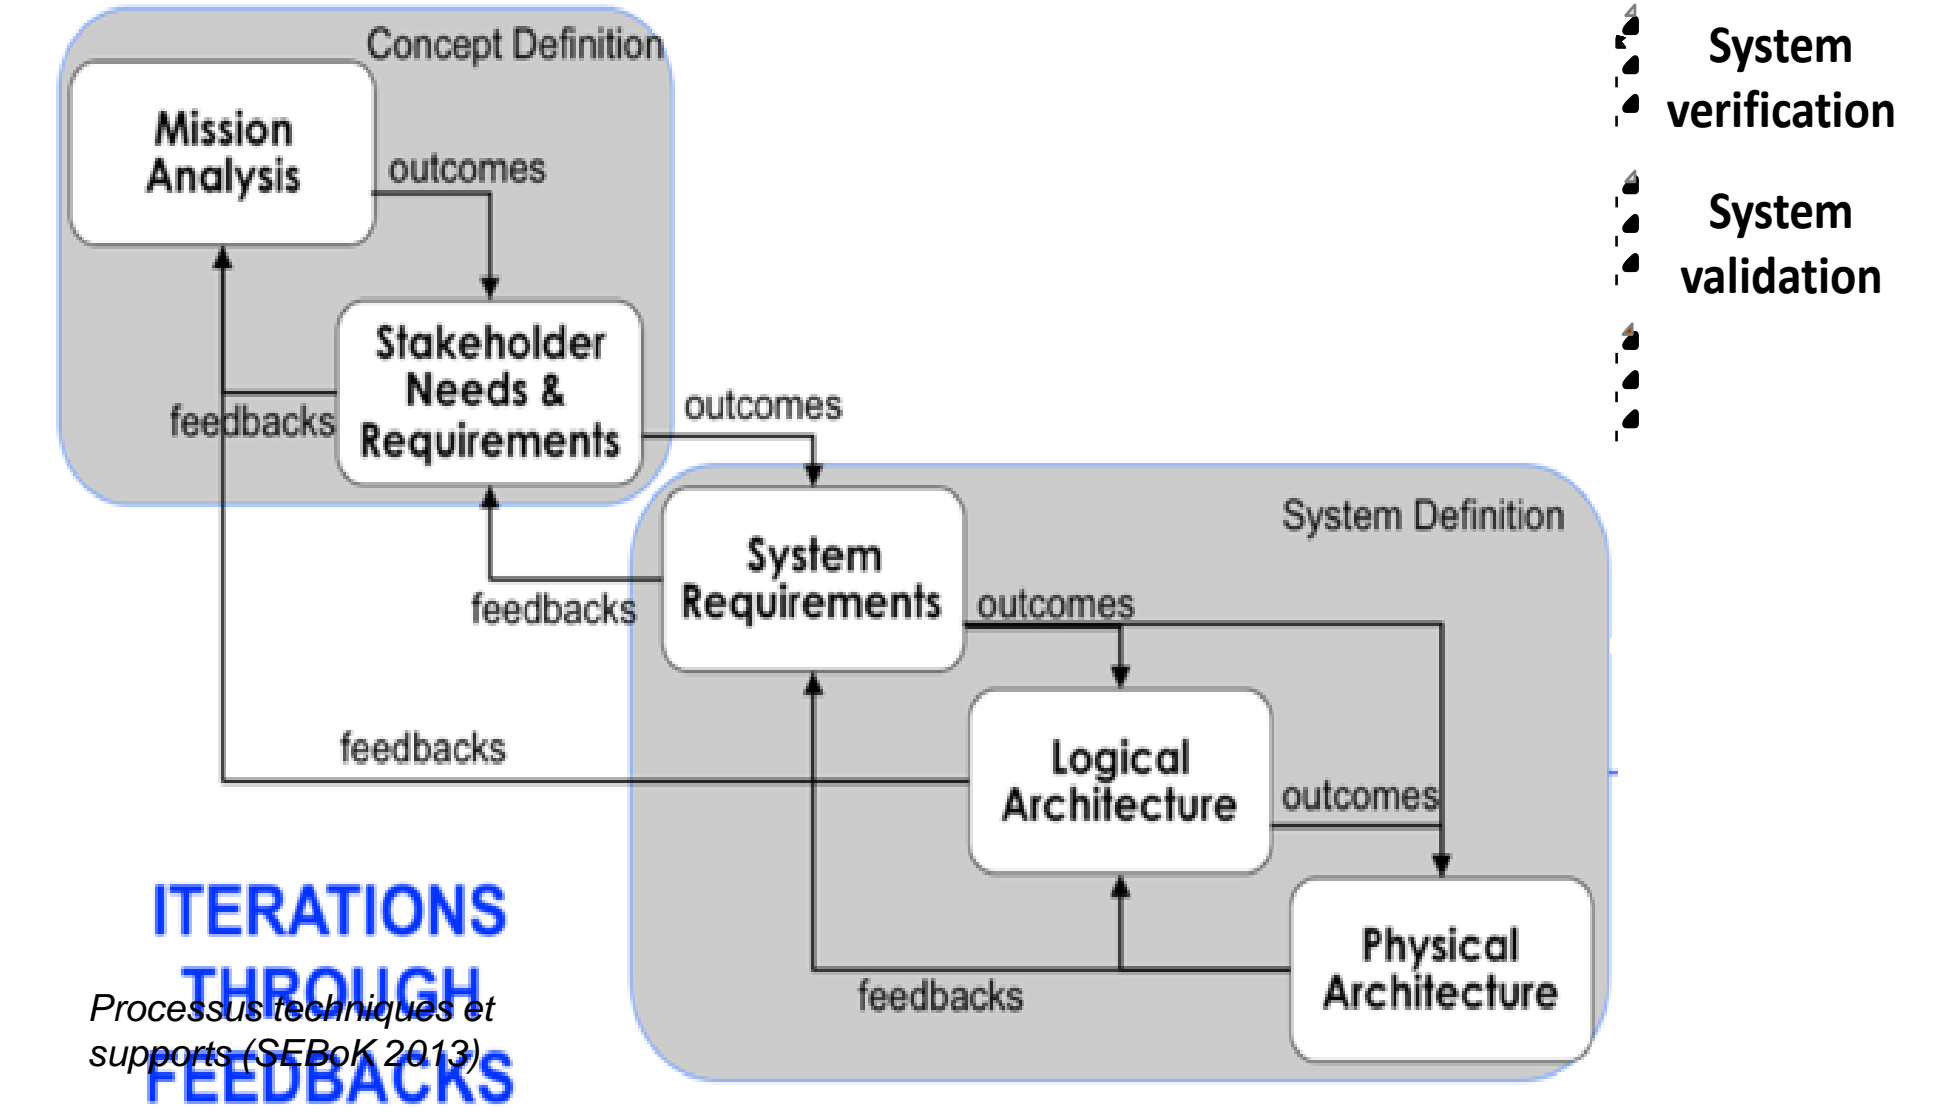 Concept Definition
Mission
Analysis
outcomes
Stakeholder
Needs &
Requirements
feedbacks
outcomes
System Definition
System
Requirements
feedbacks
outcomes
Logical
Architecture
feedbacks
outcomes
Physical
Architecture
feedbacks
ITERATIONS
THROUGH
FEEDBACKS
Processus techniques et
supports (SEBoK 2013)
System
verification
System
validation